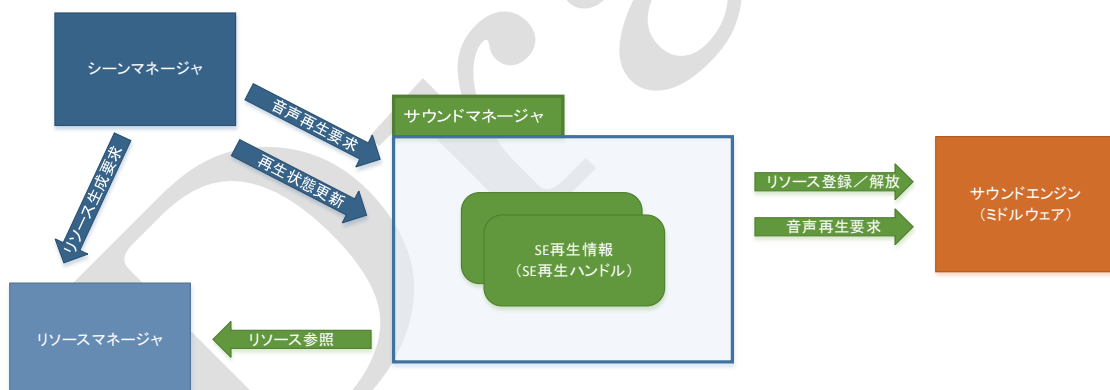 シーンマネージャ
音声再生要求
再生状態更新
リソース生成要求
サウンドマネージャ
SE再生情報
（SE再生ハンドル）
リソース登録／解放
音声再生要求
サウンドエンジン
（ミドルウェア）
リソースマネージャ
リソース参照